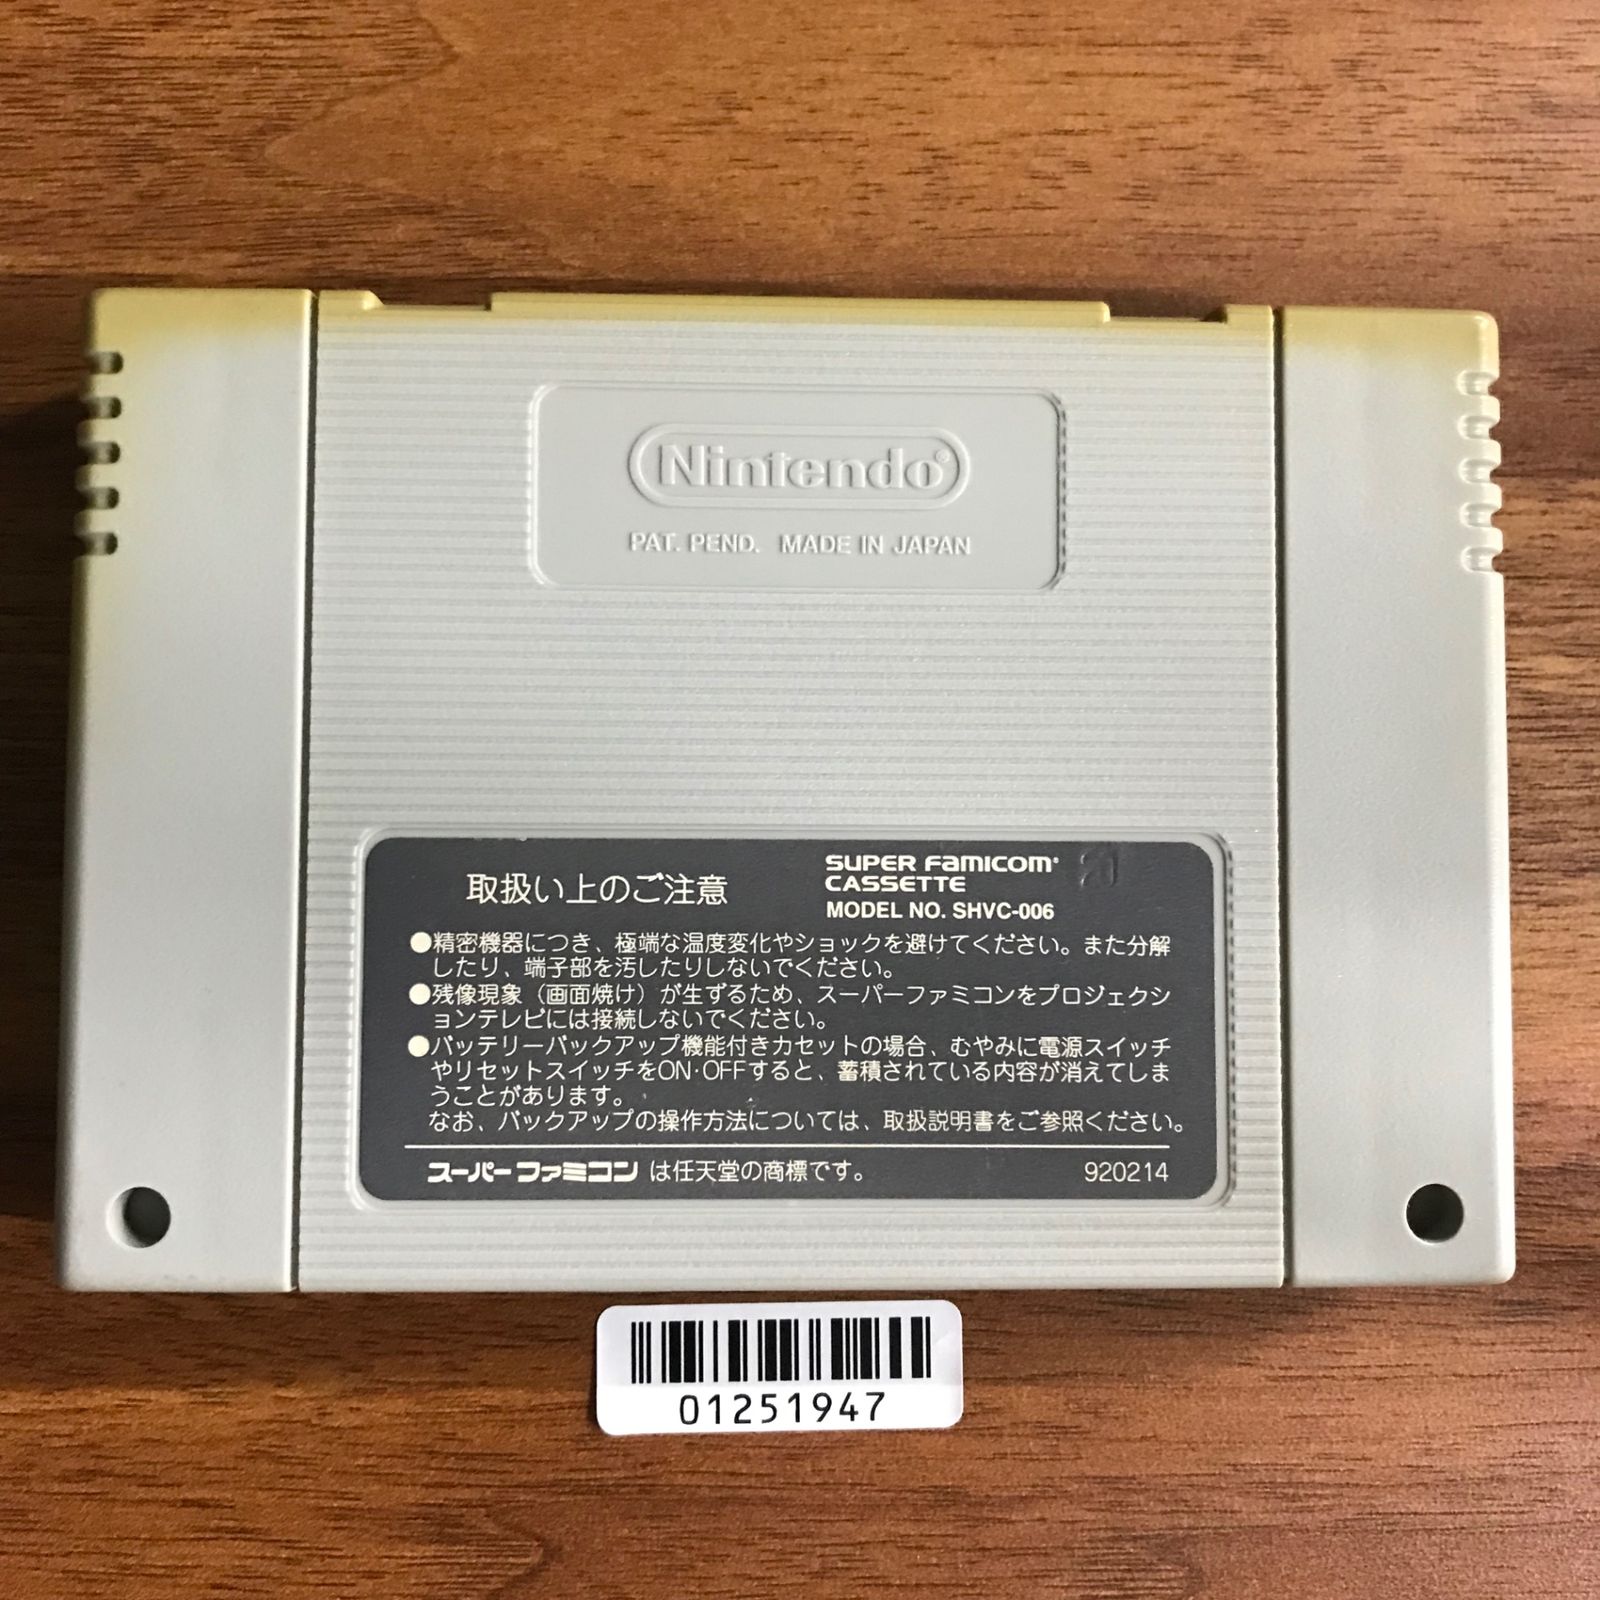 Nintendo®
PAT. PEND. MADE IN JAPAN
取扱い上のご注意
SUPER FAMICOM®
CASSETTE
MODEL NO. SHVC-006
●精密機器につき、極端な温度変化やショックを避けてください。また分解
したり、端子部を汚したりしないでください。
●残像現象(画面焼け)が生ずるため、スーパーファミコンをプロジェクシ
ョンテレビには接続しないでください。
●バッテリーバックアップ機能付きカセットの場合、むやみに電源スイッチ
やリセットスイッチをON·OFFすると、蓄積されている内容が消えてしま
うことがあります。
なお、バックアップの操作方法については、取扱説明書をご参照ください。
スーパーファミコン は任天堂の商標です。 920214
01251947